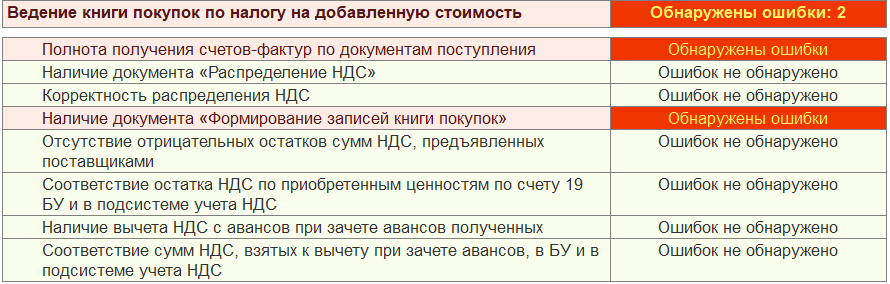 Ведение книги покупок по налогу на добавленную стоимость Обнаружены ошибки: 2
Полнота получения счетов-фактур по документам поступления Обнаружены ошибки
Наличие документа «Распределение НДС» Ошибок не обнаружено
Корректность распределения НДС Ошибок не обнаружено
Наличие документа «Формирование записей книги покупок» Обнаружены ошибки
Отсутствие отрицательных остатков сумм НДС, предъявленных Ошибок не обнаружено
поставщиками
Соответствие остатка НДС по приобретенным ценностям по счету 19 Ошибок не обнаружено
БУ и в подсистеме учета НДС
Наличие вычета НДС с авансов при зачете авансов полученных Ошибок не обнаружено
Соответствие сумм НДС, взятых к вычету при зачете авансов, в БУ и в Ошибок не обнаружено
подсистеме учета НДС